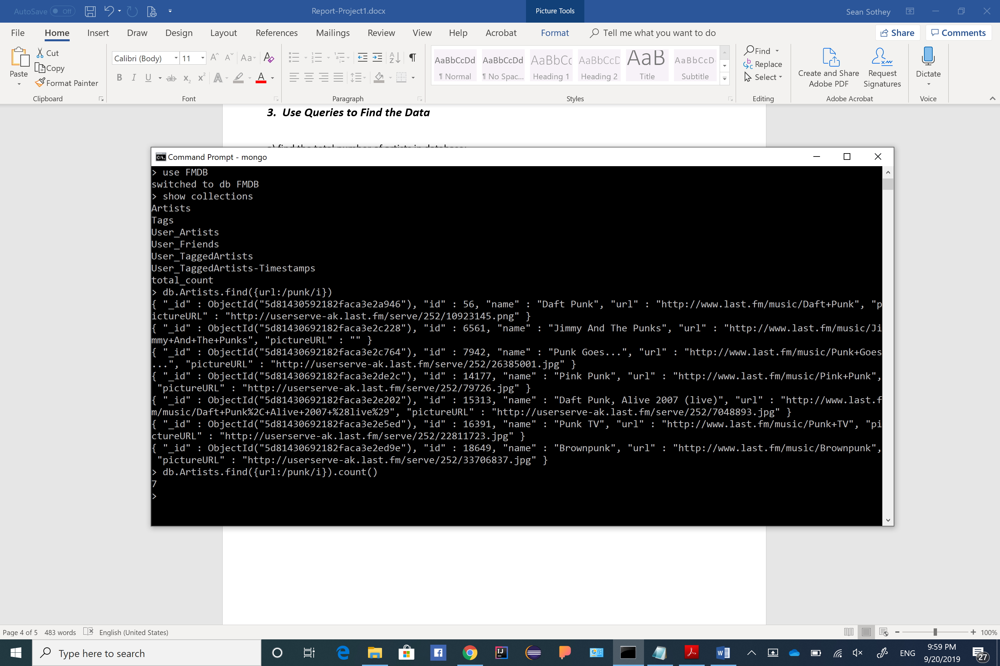 AutoSave Off
Report-Project1.docx
Picture Tools
Sean Sothey
File Home Insert Draw Design Layout References Mailings Review View Help Acrobat Format Tell me what you want to do Share Comments
Paste
Cut
Copy
Format Painter
Clipboard
Calibri (Body) 11
Font
Paragraph
AaBbCcDd AaBbCcDd AaBbCc AaBbCcD AaB AaBbCcD
¶ Normal ¶ No Spac... Heading 1 Heading 2 Title Subtitle
Styles
Find
Replace
Select
Editing
Create and Share
Adobe PDF
Request
Signatures
Adobe Acrobat
Dictate
Voice
3. Use Queries to Find the Data
a) find the total number of artists in database:
Command Prompt - mongo
> use FMDB
switched to db FMDB
> show collections
Artists
Tags
User_Artists
User_Friends
User_TaggedArtists
User_TaggedArtists-Timestamps
total_count
> db.Artists.find({url:/punk/i})
{ "_id" : ObjectId("5d81430592182faca3e2a946"), "id" : 56, "name" : "Daft Punk", "url" : "http://www.last.fm/music/Daft+Punk", "p
ictureURL" : "http://userserve-ak.last.fm/serve/252/10923145.png" }
{ "_id" : ObjectId("5d81430692182faca3e2c228"), "id" : 6561, "name" : "Jimmy And The Punks", "url" : "http://www.last.fm/music/Ji
mmy+And+The+Punks", "pictureURL" : "" }
{ "_id" : ObjectId("5d81430692182faca3e2c764"), "id" : 7942, "name" : "Punk Goes...", "url" : "http://www.last.fm/music/Punk+Goes
...", "pictureURL" : "http://userserve-ak.last.fm/serve/252/26385001.jpg" }
{ "_id" : ObjectId("5d81430692182faca3e2de2c"), "id" : 14177, "name" : "Pink Punk", "url" : "http://www.last.fm/music/Pink+Punk",
"pictureURL" : "http://userserve-ak.last.fm/serve/252/79726.jpg" }
{ "_id" : ObjectId("5d81430692182faca3e2e202"), "id" : 15313, "name" : "Daft Punk, Alive 2007 (live)", "url" : "http://www.last.f
m/music/Daft+Punk%2C+Alive+2007+%28live%29", "pictureURL" : "http://userserve-ak.last.fm/serve/252/7048893.jpg" }
{ "_id" : ObjectId("5d81430692182faca3e2e5ed"), "id" : 16391, "name" : "Punk TV", "url" : "http://www.last.fm/music/Punk+TV", "pi
ctureURL" : "http://userserve-ak.last.fm/serve/252/22811723.jpg" }
{ "_id" : ObjectId("5d81430692182faca3e2ed9e"), "id" : 18649, "name" : "Brownpunk", "url" : "http://www.last.fm/music/Brownpunk",
"pictureURL" : "http://userserve-ak.last.fm/serve/252/33706837.jpg" }
> db.Artists.find({url:/punk/i}).count()
7
>
Page 4 of 5 483 words English (United States) 100%
Type here to search
ENG
9:59 PM
9/20/2019
27